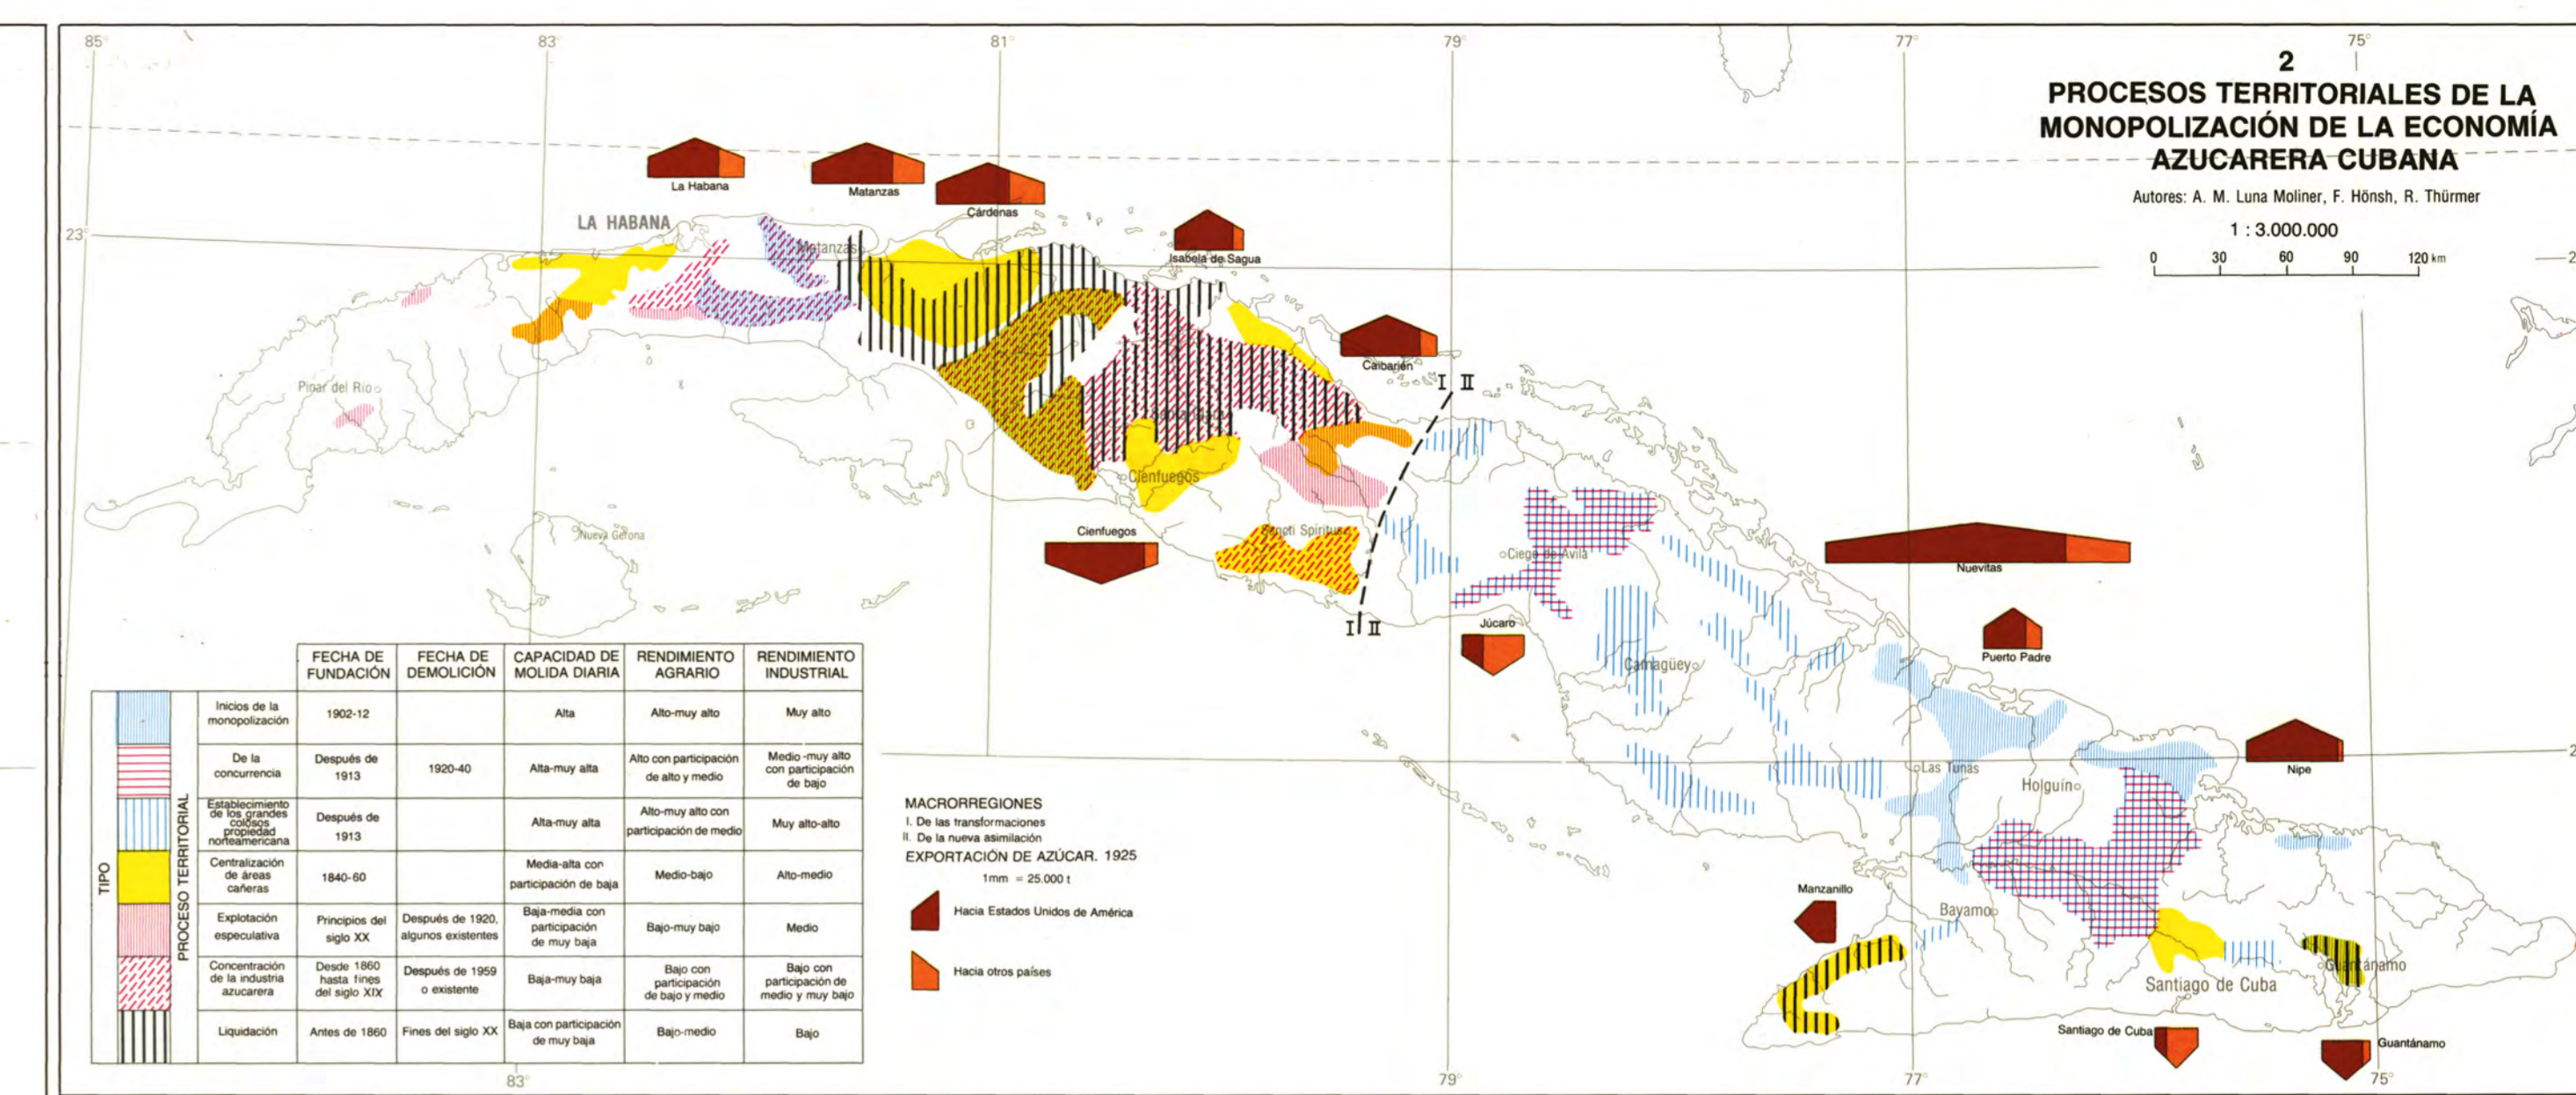 85°
83°
81°
79°
77°
75°
2
PROCESOS TERRITORIALES DE LA
MONOPOLIZACIÓN DE LA ECONOMÍA
AZUCARERA CUBANA
Autores: A. M. Luna Moliner, F. Hönsh, R. Thürmer
1 : 3.000.000
0 30 60 90 120 km
23°
La Habana
Matanzas
Cárdenas
Isabela de Sagua
Caibarién
LA HABANA
Matanzas
Pinar del Río
Nueva Gerona
Santa Clara
Cienfuegos
Cienfuegos
Sancti Spíritus
I II
I II
Ciego de Ávila
Júcaro
Camagüey
Nuevitas
Puerto Padre
Nipe
Las Tunas
Holguín
Manzanillo
Bayamo
Guantánamo
Santiago de Cuba
Santiago de Cuba
Guantánamo
FECHA DE FUNDACIÓN
FECHA DE DEMOLICIÓN
CAPACIDAD DE MOLIDA DIARIA
RENDIMIENTO AGRARIO
RENDIMIENTO INDUSTRIAL
TIPO
PROCESO TERRITORIAL
Inicios de la monopolización
1902-12
Alta
Alto-muy alto
Muy alto
De la concurrencia
Después de 1913
1920-40
Alta-muy alta
Alto con participación de alto y medio
Medio -muy alto con participación de bajo
Establecimiento de los grandes colosos propiedad norteamericana
Después de 1913
Alta-muy alta
Alto-muy alto con participación de medio
Muy alto-alto
Centralización de áreas cañeras
1840-60
Media-alta con participación de baja
Medio-bajo
Alto-medio
Explotación especulativa
Principios del siglo XX
Después de 1920, algunos existentes
Baja-media con participación de muy baja
Bajo-muy bajo
Medio
Concentración de la industria azucarera
Desde 1860 hasta fines del siglo XIX
Después de 1959 o existente
Baja-muy baja
Bajo con participación de bajo y medio
Bajo con participación de medio y muy bajo
Liquidación
Antes de 1860
Fines del siglo XX
Baja con participación de muy baja
Bajo-medio
Bajo
MACRORREGIONES
I. De las transformaciones
II. De la nueva asimilación
EXPORTACIÓN DE AZÚCAR. 1925
1mm = 25.000 t
Hacia Estados Unidos de América
Hacia otros países
83°
79°
77°
75°